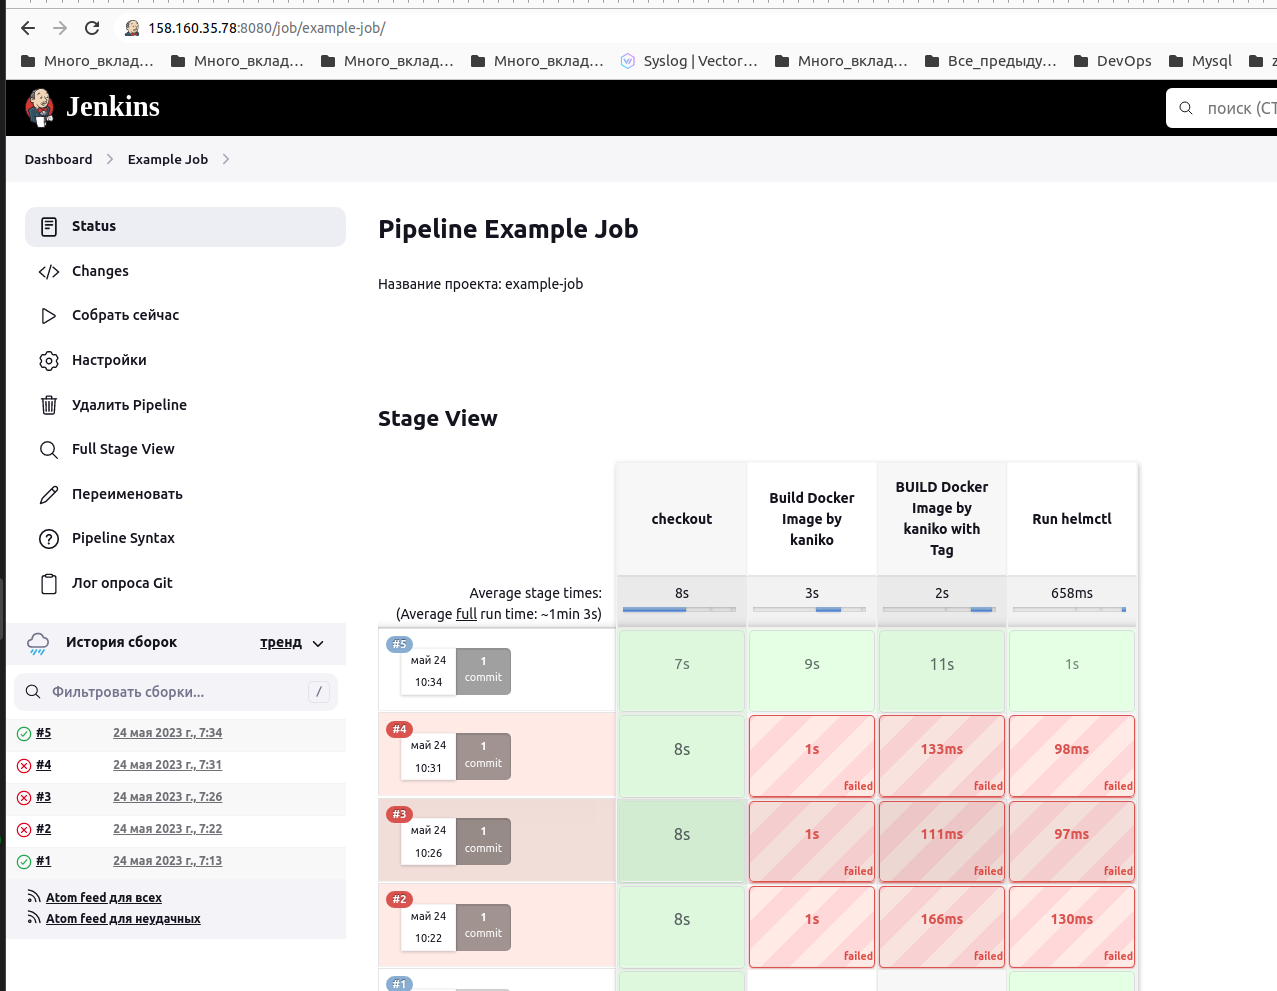 158.160.35.78:8080/job/example-job/
Много_вклад... Много_вклад... Много_вклад... Много_вклад... Syslog | Vector... Много_вклад... Все_предыду... DevOps Mysql
Jenkins
поиск (СТ
Dashboard Example Job
Status
Changes
Собрать сейчас
Настройки
Удалить Pipeline
Full Stage View
Переименовать
Pipeline Syntax
Лог опроса Git
История сборок тренд
Фильтровать сборки... /
#5 24 мая 2023 г., 7:34
#4 24 мая 2023 г., 7:31
#3 24 мая 2023 г., 7:26
#2 24 мая 2023 г., 7:22
#1 24 мая 2023 г., 7:13
Atom feed для всех
Atom feed для неудачных
Pipeline Example Job
Название проекта: example-job
Stage View
checkout
Build Docker
Image by
kaniko
BUILD Docker
Image by
kaniko with
Tag
Run helmctl
Average stage times:
(Average full run time: ~1min 3s)
8s 3s 2s 658ms
#5
май 24
10:34
1
commit
7s 9s 11s 1s
#4
май 24
10:31
1
commit
8s 1s 133ms 98ms
failed failed failed
#3
май 24
10:26
1
commit
8s 1s 111ms 97ms
failed failed failed
#2
май 24
10:22
1
commit
8s 1s 166ms 130ms
failed failed failed
#1